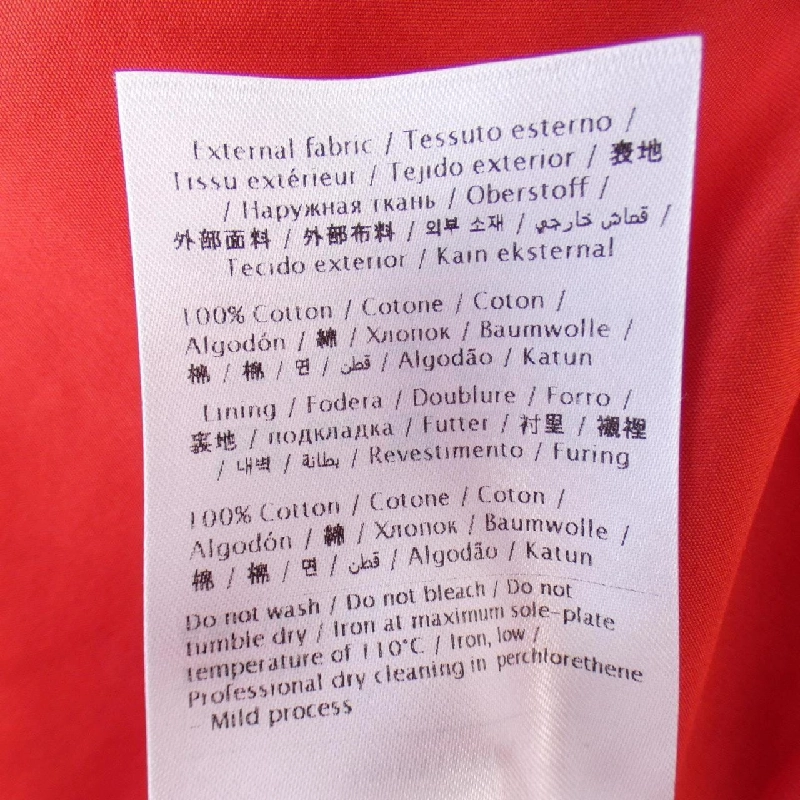 External fabric / Tessuto esterno /
Tissu extérieur / Tejido exterior / 表地
/ Наружная ткань / Oberstoff /
外部面料 / 外部布料 / 외부 소재 / قماش خارجي /
Tecido exterior / Kain eksternal
100% Cotton / Cotone / Coton /
Algodón / 綿 / Хлопок / Baumwolle /
棉 / 棉 / 면 / قطن / Algodão / Katun
Lining / Fodera / Doublure / Forro /
裏地 / подкладка / Futter / 衬里 / 襯裡
/ 내벽 / بطانة / Revestimento / Furing
100% Cotton / Cotone / Coton /
Algodón / 綿 / Хлопок / Baumwolle /
棉 / 棉 / 면 / قطن / Algodão / Katun
Do not wash / Do not bleach / Do not
tumble dry / Iron at maximum sole-plate
temperature of 110°C / Iron, low /
Professional dry cleaning in perchlorethene
– Mild process